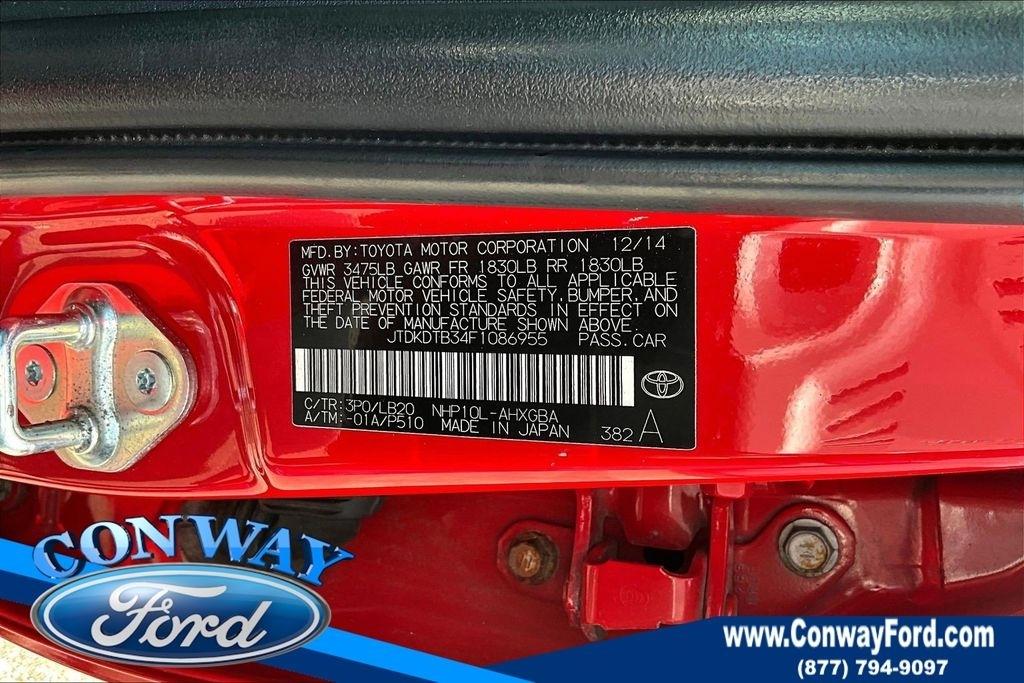 MFD.BY:TOYOTA MOTOR CORPORATION 12/14
GVWR 3475LB GAWR FR 1830LB RR 1830LB
THIS VEHICLE CONFORMS TO ALL APPLICABLE
FEDERAL MOTOR VEHICLE SAFETY,BUMPER,AND
THEFT PREVENTION STANDARDS IN EFFECT ON
THE DATE OF MANUFACTURE SHOWN ABOVE.
JTDKDTB34F1086955 PASS.CAR
C/TR:3P0/LB20 NHP10L-AHXGBA
A/TM:-01A/P510 MADE IN JAPAN 382 A
CONWAY
Ford
www.ConwayFord.com
(877) 794-9097